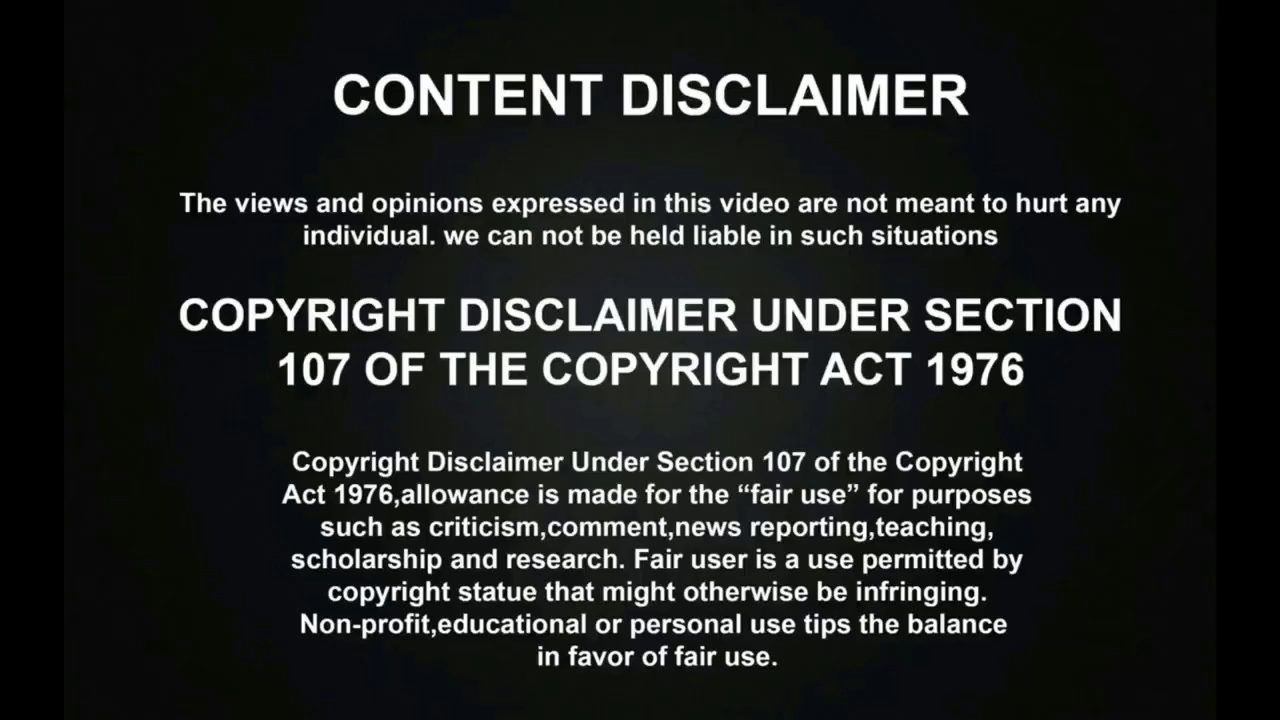 CONTENT DISCLAIMER
The views and opinions expressed in this video are not meant to hurt any
individual. we can not be held liable in such situations
COPYRIGHT DISCLAIMER UNDER SECTION
107 OF THE COPYRIGHT ACT 1976
Copyright Disclaimer Under Section 107 of the Copyright
Act 1976,allowance is made for the “fair use” for purposes
such as criticism,comment,news reporting,teaching,
scholarship and research. Fair user is a use permitted by
copyright statue that might otherwise be infringing.
Non-profit,educational or personal use tips the balance
in favor of fair use.